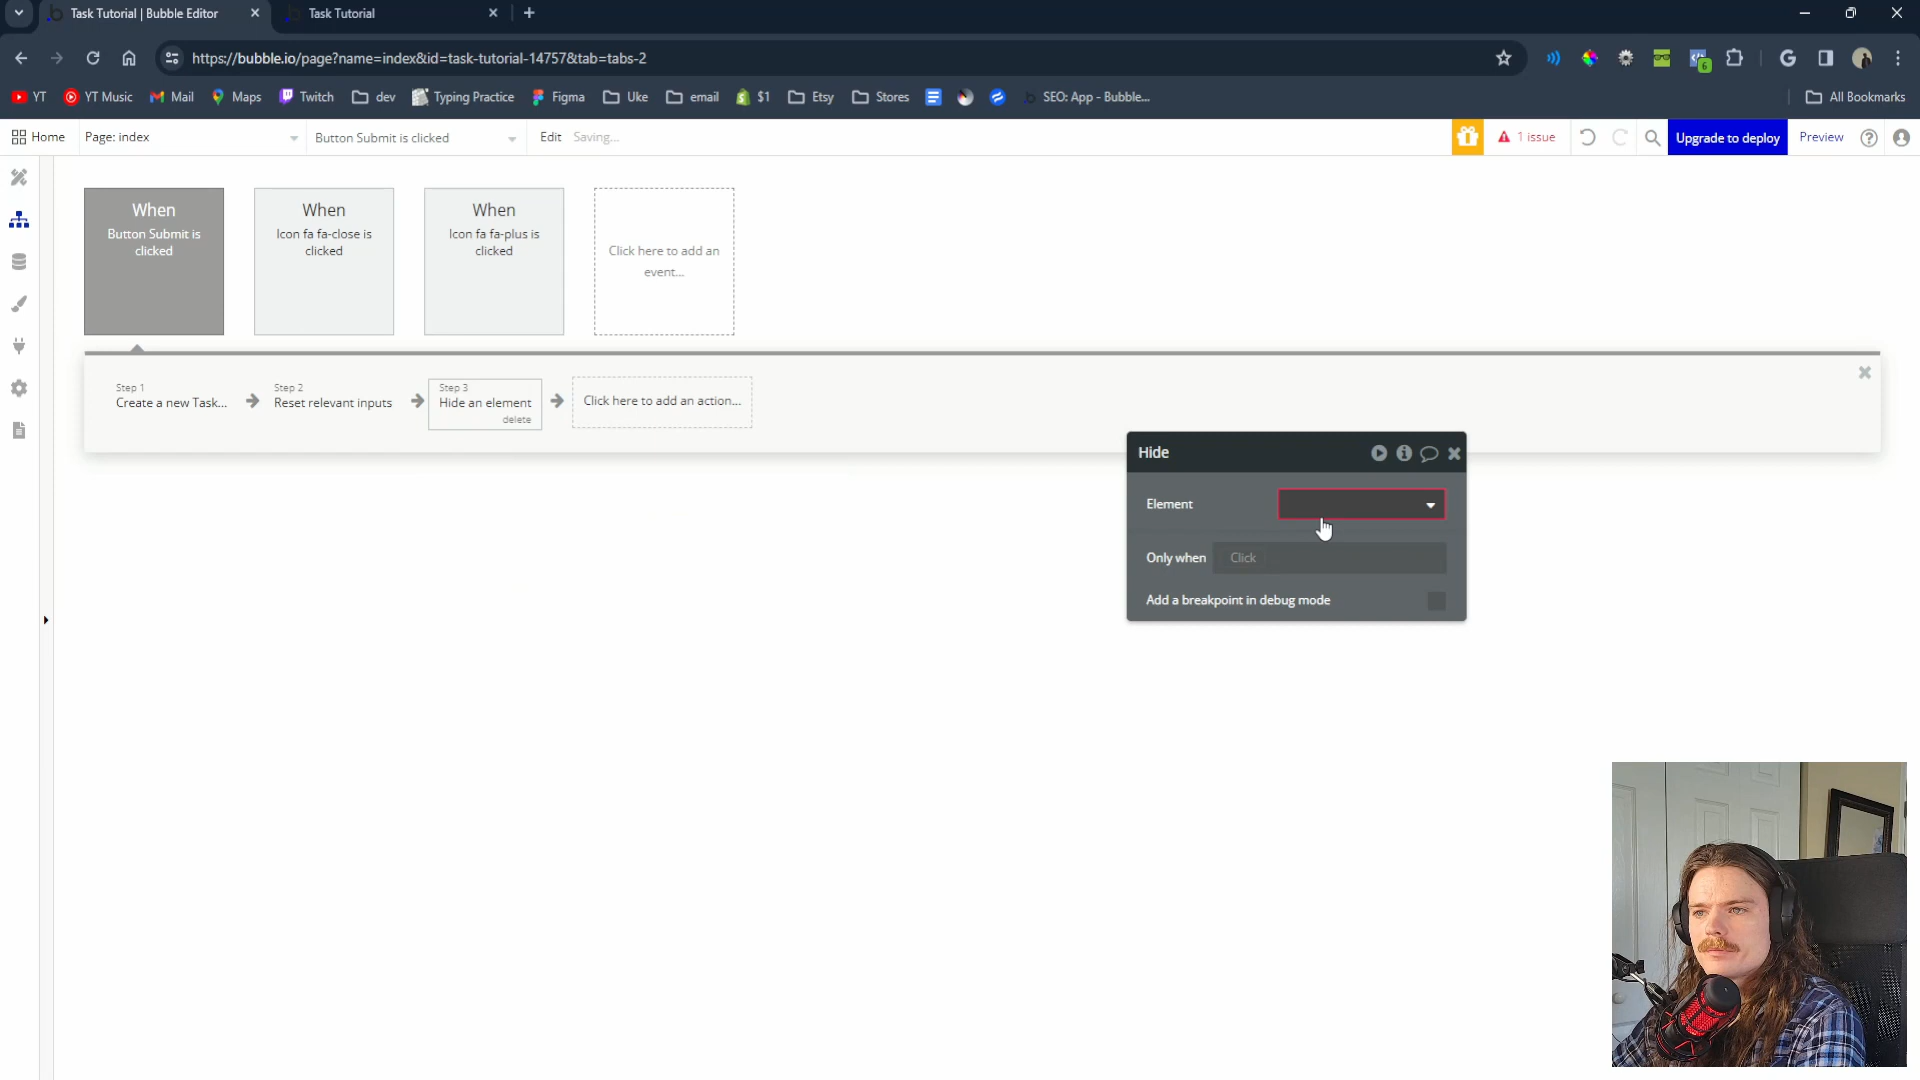 Task Tutorial | Bubble Editor
Task Tutorial
https://bubble.io/page?name=index&id=task-tutorial-14757&tab=tabs-2
6
YT
YT Music
Mail
Maps
Twitch
dev
Typing Practice
Figma
Uke
email
$1
Etsy
Stores
SEO: App - Bubble...
All Bookmarks
Home
Page: index
Button Submit is clicked
Edit
Saving...
1 issue
Upgrade to deploy
Preview
When
Button Submit is
clicked
When
Icon fa fa-close is
clicked
When
Icon fa fa-plus is
clicked
Click here to add an
event...
Step 1
Create a new Task...
Step 2
Reset relevant inputs
Step 3
Hide an element
delete
Click here to add an action...
Hide
Element
Only when
Click
Add a breakpoint in debug mode